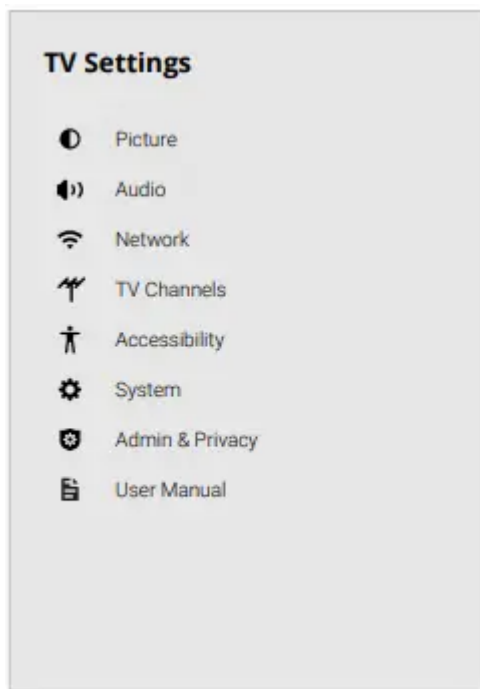 TV Settings
Picture
Audio
Network
TV Channels
Accessibility
System
Admin & Privacy
User Manual